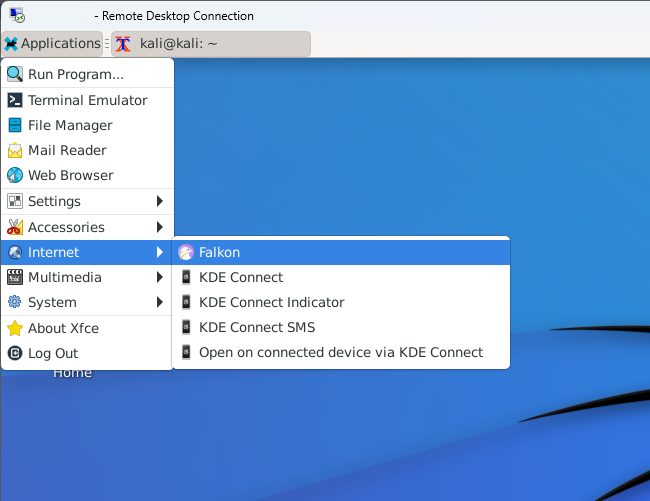 - Remote Desktop Connection
Applications
kali@kali: ~
Run Program...
Terminal Emulator
File Manager
Mail Reader
Web Browser
Settings
Accessories
Internet
Multimedia
System
About Xfce
Log Out
Falkon
KDE Connect
KDE Connect Indicator
KDE Connect SMS
Open on connected device via KDE Connect
Home